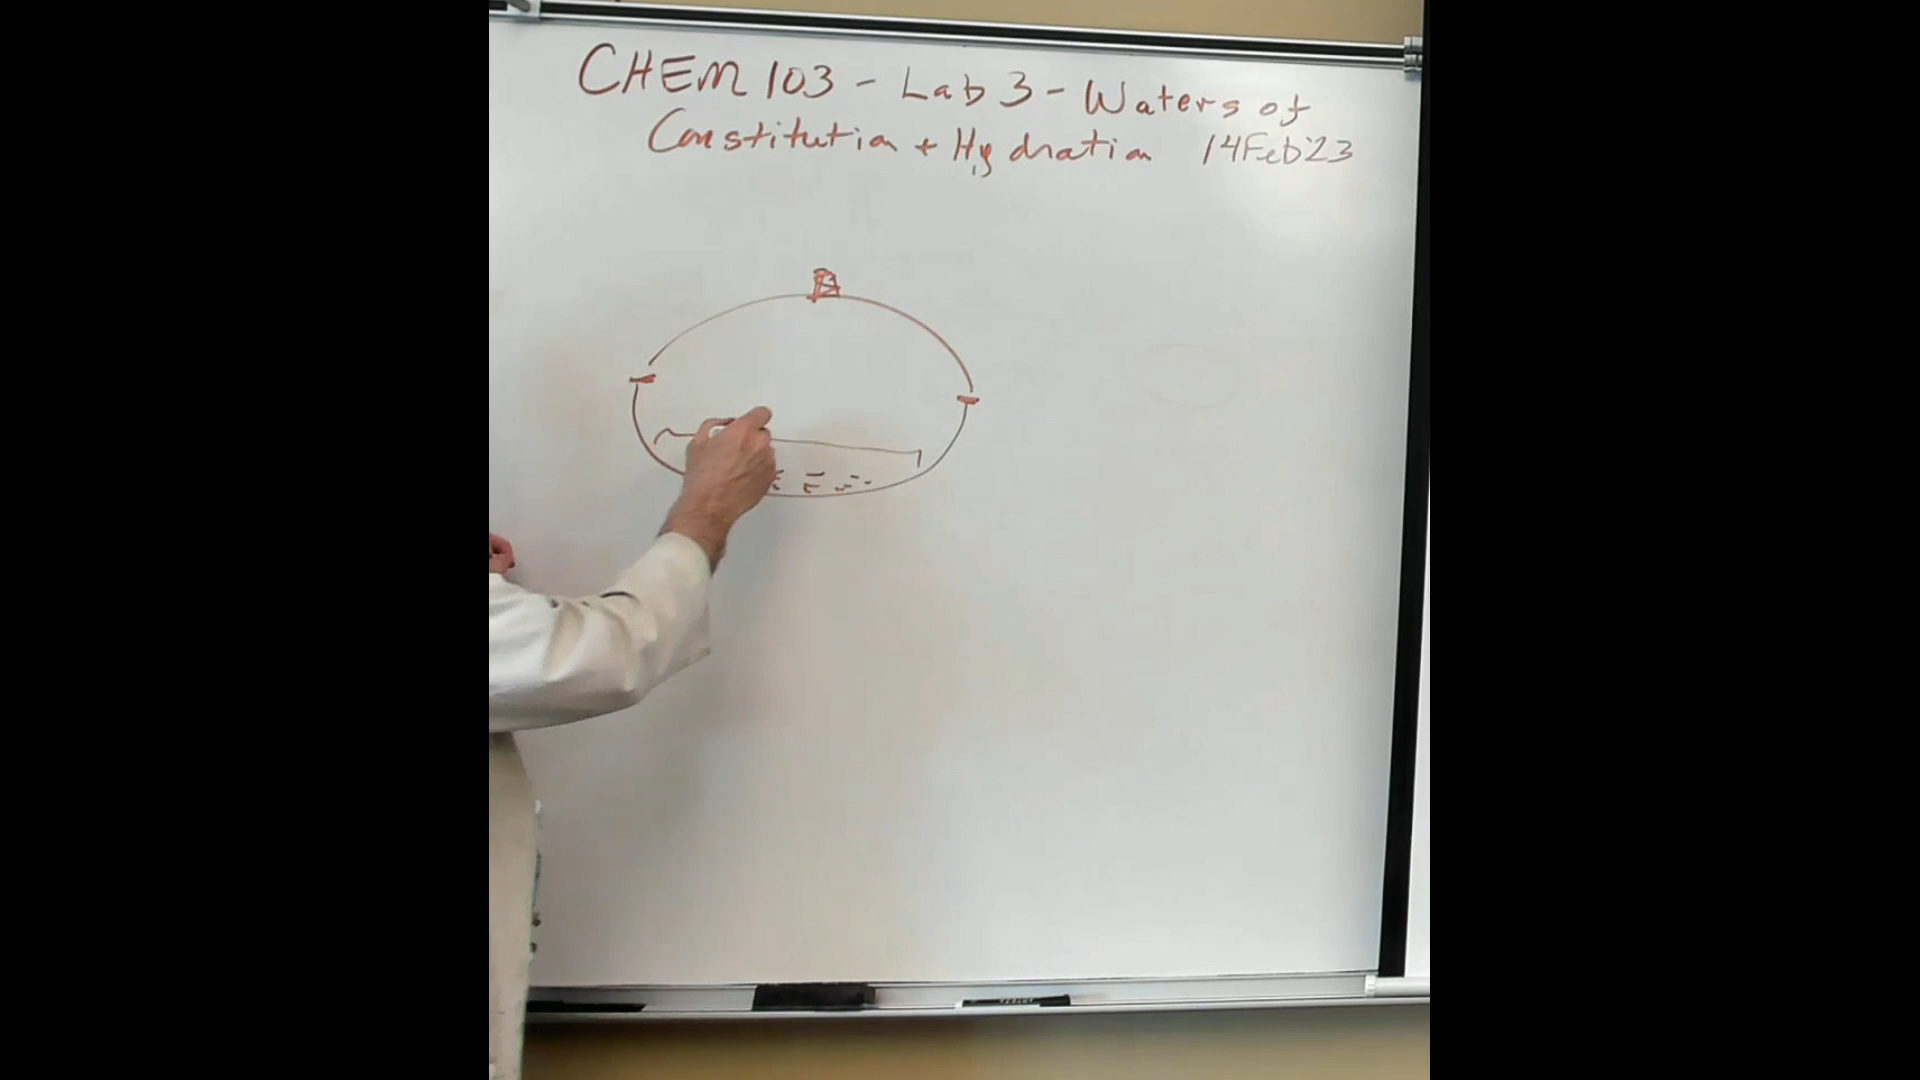 CHEM 103 - Lab 3 - Waters of
Constitution + Hydration 14Feb'23